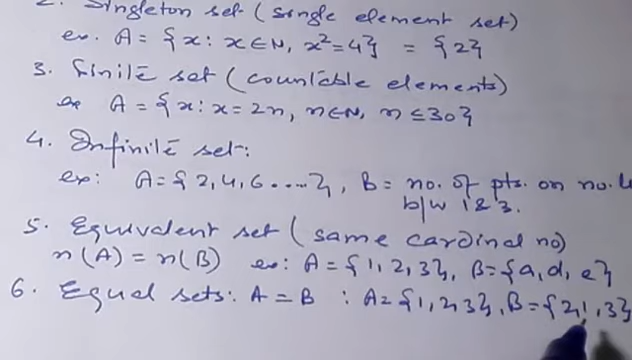 2. Singleton set (single element set)
ex. A = {x : x ∈ N, x² = 4} = {2}
3. Finite set (countable elements)
ex A = {x : x = 2n, n ∈ N, n ≤ 30}
4. Infinite set:
ex: A = {2, 4, 6 .....}, B = no. of pts. on no. l
b/w 1 & 3.
5. Equivalent set (same cardinal no)
n(A) = n(B) ex: A = {1, 2, 3}, B = {a, d, e}
6. Equal sets: A = B : A = {1, 2, 3}, B = {2, 1, 3}